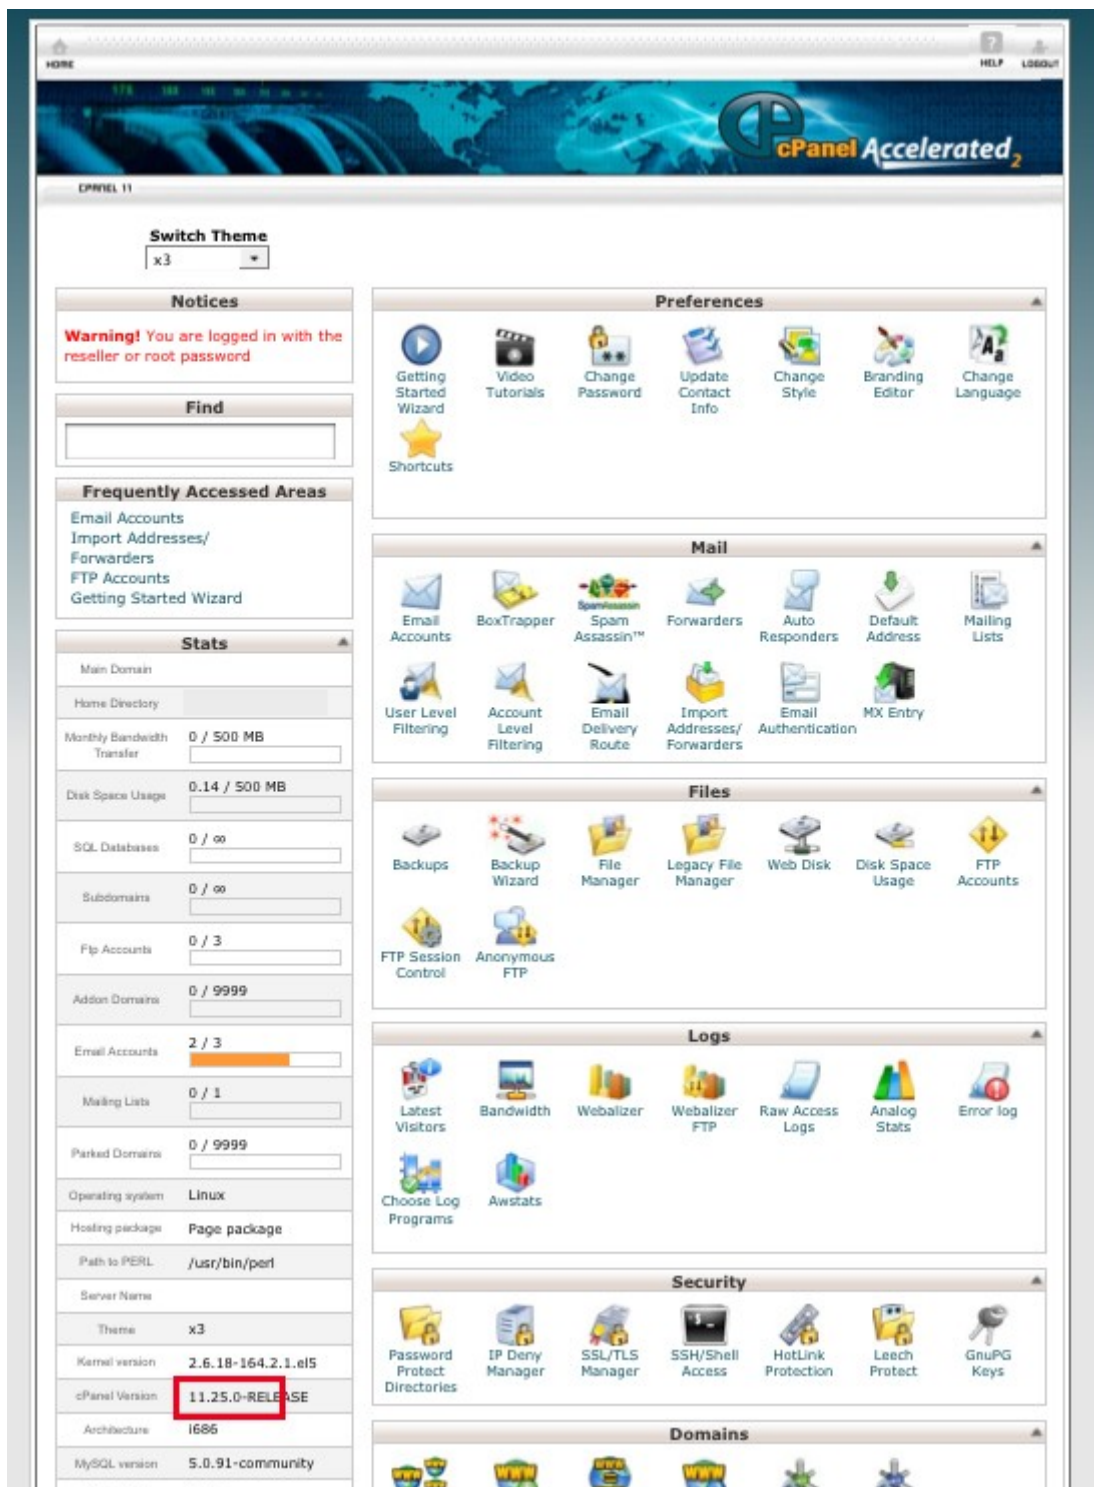 HOME
HELP
LOGOUT
cPanel Accelerated 2
CPANEL 11
Switch Theme
x3
Notices
Warning! You are logged in with the
reseller or root password
Find
Frequently Accessed Areas
Email Accounts
Import Addresses/
Forwarders
FTP Accounts
Getting Started Wizard
Stats
Main Domain
Home Directory
Monthly Bandwidth
Transfer
0 / 500 MB
Disk Space Usage
0.14 / 500 MB
SQL Databases
0 / ∞
Subdomains
0 / ∞
Ftp Accounts
0 / 3
Addon Domains
0 / 9999
Email Accounts
2 / 3
Mailing Lists
0 / 1
Parked Domains
0 / 9999
Operating system
Linux
Hosting package
Page package
Path to PERL
/usr/bin/perl
Server Name
Theme
x3
Kernel version
2.6.18-164.2.1.el5
cPanel Version
11.25.0-RELEASE
Architecture
i686
MySQL version
5.0.91-community
Preferences
Getting
Started
Wizard
Video
Tutorials
Change
Password
Update
Contact
Info
Change
Style
Branding
Editor
Change
Language
Shortcuts
Mail
Email
Accounts
BoxTrapper
SpamAssassin
Spam
Assassin™
Forwarders
Auto
Responders
Default
Address
Mailing
Lists
User Level
Filtering
Account
Level
Filtering
Email
Delivery
Route
Import
Addresses/
Forwarders
Email
Authentication
MX Entry
Files
Backups
Backup
Wizard
File
Manager
Legacy File
Manager
Web Disk
Disk Space
Usage
FTP
Accounts
FTP Session
Control
Anonymous
FTP
Logs
Latest
Visitors
Bandwidth
Webalizer
Webalizer
FTP
Raw Access
Logs
Analog
Stats
Error log
Choose Log
Programs
Awstats
Security
Password
Protect
Directories
IP Deny
Manager
SSL/TLS
Manager
SSH/Shell
Access
HotLink
Protection
Leech
Protect
GnuPG
Keys
Domains